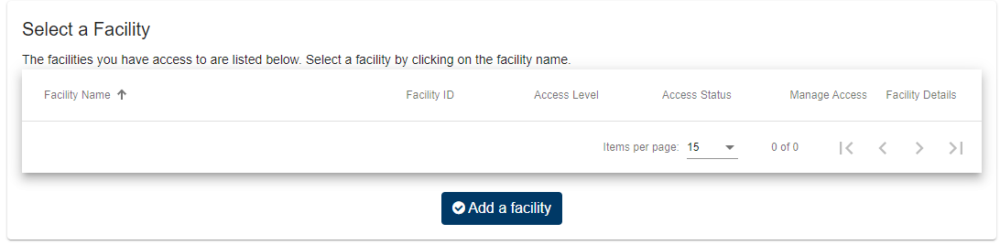 Select a Facility
The facilities you have access to are listed below. Select a facility by clicking on the facility name.
Facility Name Facility ID Access Level Access Status Manage Access Facility Details
Items per page: 15 0 of 0
Add a facility